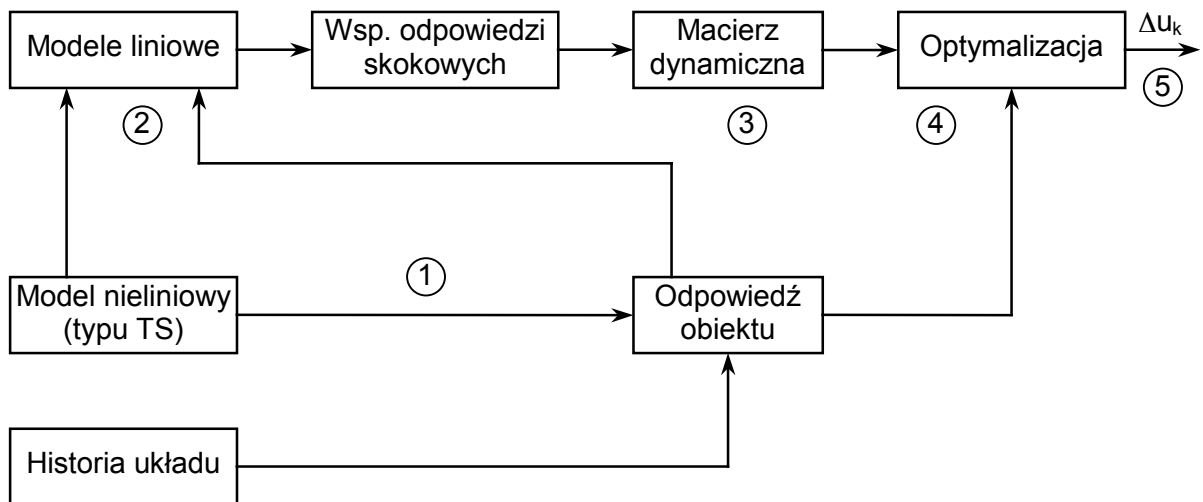 Modele liniowe
Wsp. odpowiedzi
skokowych
Macierz
dynamiczna
Optymalizacja
Δuk
2
3
4
5
1
Model nieliniowy
(typu TS)
Odpowiedź
obiektu
Historia układu